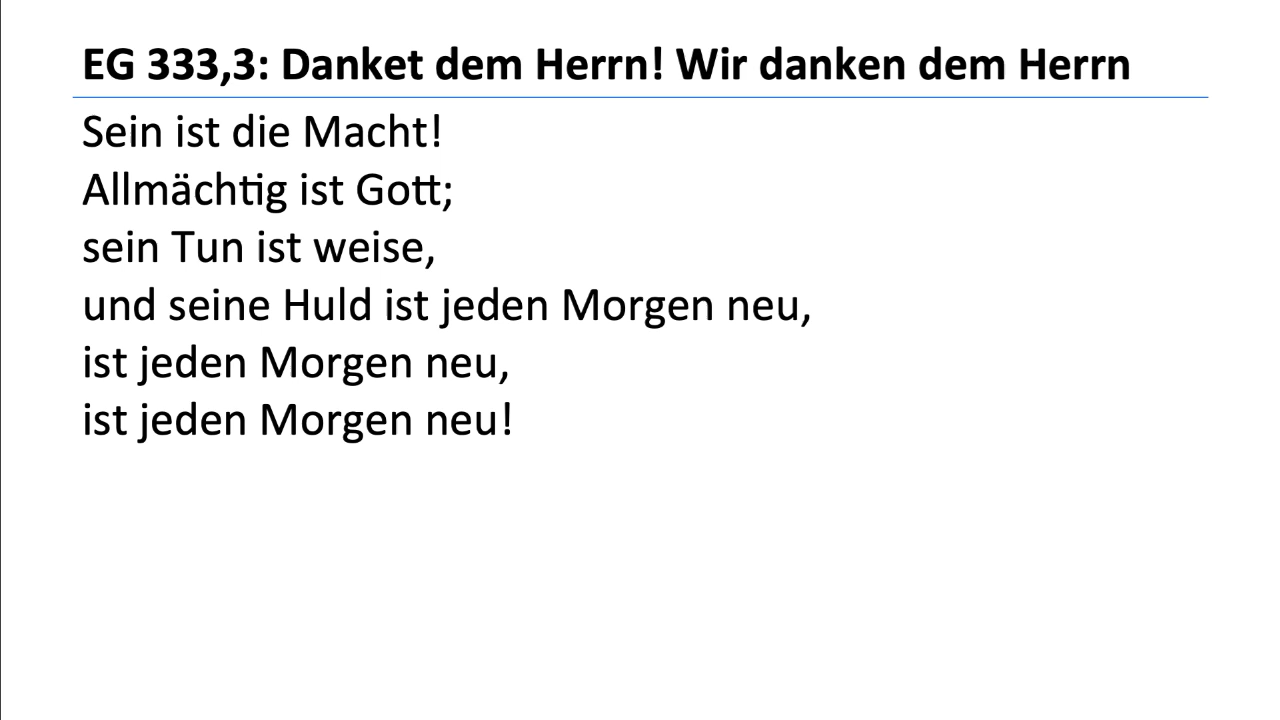 EG 333,3: Danket dem Herrn! Wir danken dem Herrn
Sein ist die Macht!
Allmächtig ist Gott;
sein Tun ist weise,
und seine Huld ist jeden Morgen neu,
ist jeden Morgen neu,
ist jeden Morgen neu!